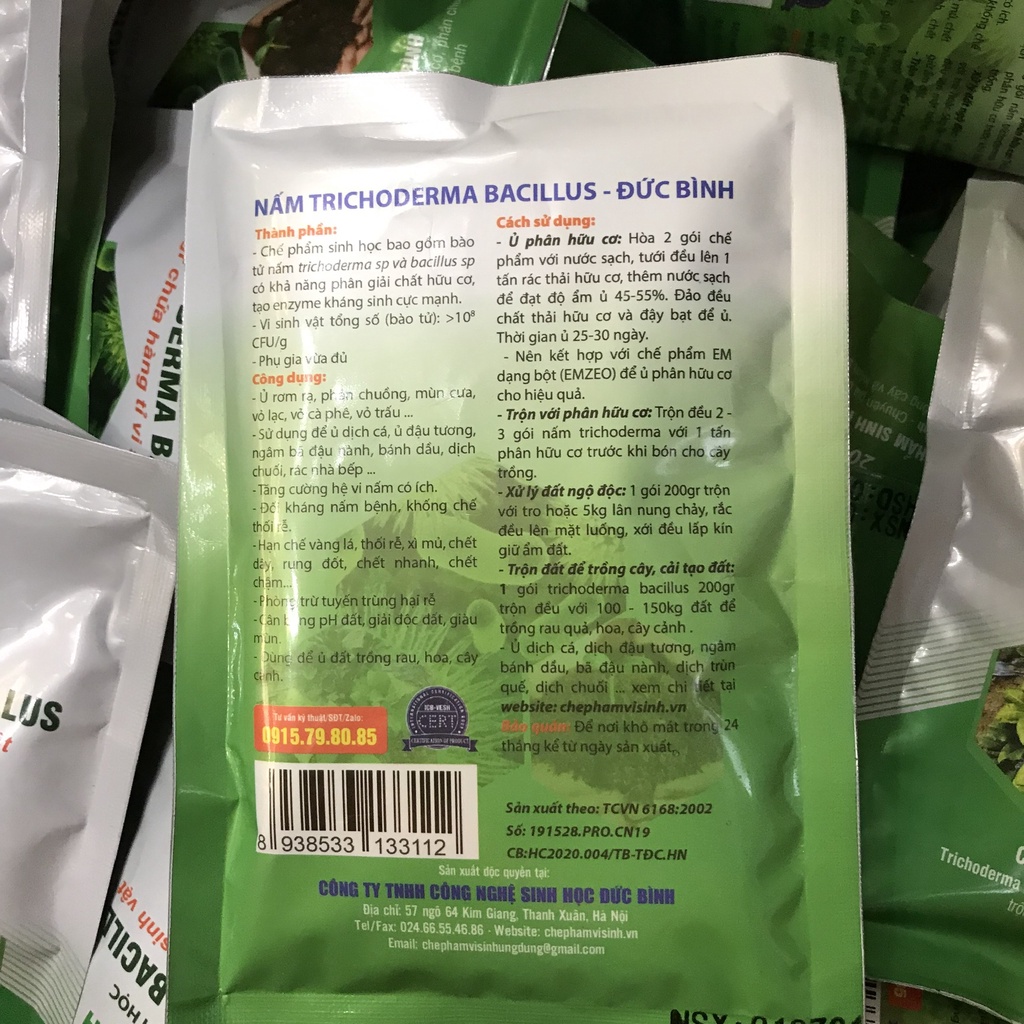 NẤM TRICHODERMA BACILLUS - ĐỨC BÌNH
Thành phần:
- Chế phẩm sinh học bao gồm bào
tử nấm trichoderma sp và bacillus sp
có khả năng phân giải chất hữu cơ,
tạo enzyme kháng sinh cực mạnh.
- Vi sinh vật tổng số (bào tử): >10⁸
CFU/g
- Phụ gia vừa đủ
Công dụng:
- Ủ rơm rạ, phân chuồng, mùn cưa,
vỏ lạc, vỏ cà phê, vỏ trấu ...
- Sử dụng để ủ dịch cá, ủ đậu tương,
ngâm bã đậu nành, bánh dầu, dịch
chuối, rác nhà bếp ...
- Tăng cường hệ vi nấm có ích.
- Đối kháng nấm bệnh, khống chế
thối rễ.
- Hạn chế vàng lá, thối rễ, xì mủ, chết
dây, rụng đốt, chết nhanh, chết
chậm...
- Phòng trừ tuyến trùng hại rễ
- Cân bằng pH đất, giải độc đất, giàu
mùn.
- Dùng để ủ đất trồng rau, hoa, cây
cảnh.
Tư vấn kỹ thuật/SĐT/Zalo:
0915.79.80.85
CERT
8 938533 133112
Cách sử dụng:
- Ủ phân hữu cơ: Hòa 2 gói chế
phẩm với nước sạch, tưới đều lên 1
tấn rác thải hữu cơ, thêm nước sạch
để đạt độ ẩm ủ 45-55%. Đảo đều
chất thải hữu cơ và đậy bạt để ủ.
Thời gian ủ 25-30 ngày.
- Nên kết hợp với chế phẩm EM
dạng bột (EMZEO) để ủ phân hữu cơ
cho hiệu quả.
- Trộn với phân hữu cơ: Trộn đều 2 -
3 gói nấm trichoderma với 1 tấn
phân hữu cơ trước khi bón cho cây
trồng.
- Xử lý đất ngộ độc: 1 gói 200gr trộn
với tro hoặc 5kg lân nung chảy, rắc
đều lên mặt luống, xới đều lấp kín
giữ ẩm đất.
- Trộn đất để trồng cây, cải tạo đất:
1 gói trichoderma bacillus 200gr
trộn đều với 100 - 150kg đất để
trồng rau quả, hoa, cây cảnh .
- Ủ dịch cá, dịch đậu tương, ngâm
bánh dầu, bã đậu nành, dịch trùn
quế, dịch chuối ... xem chi tiết tại
website: chephamvisinh.vn
Bảo quản: Để nơi khô mát trong 24
tháng kể từ ngày sản xuất.
Sản xuất theo: TCVN 6168:2002
Số: 191528.PRO.CN19
CB:HC2020.004/TB-TĐC.HN
Sản xuất độc quyền tại:
CÔNG TY TNHH CÔNG NGHỆ SINH HỌC ĐỨC BÌNH
Địa chỉ: 57 ngõ 64 Kim Giang, Thanh Xuân, Hà Nội
Tel/Fax: 024.66.55.46.86 - Website: chephamvisinh.vn
Email: chephamvisinhungdung@gmail.com
NSX:
chứa hàng tỉ vi
ERMA B
LUS
sinh vật
BACILL
Trichoderma